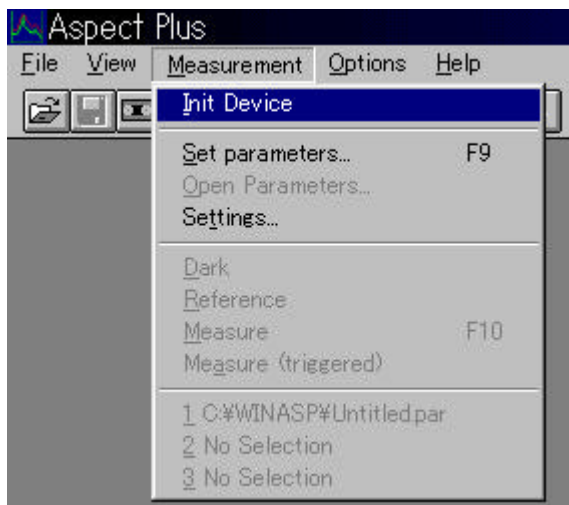 Aspect Plus
File View Measurement Options Help
Init Device
Set parameters... F9
Open Parameters...
Settings...
Dark
Reference
Measure F10
Measure (triggered)
1 C:¥WINASP¥Untitled.par
2 No Selection
3 No Selection